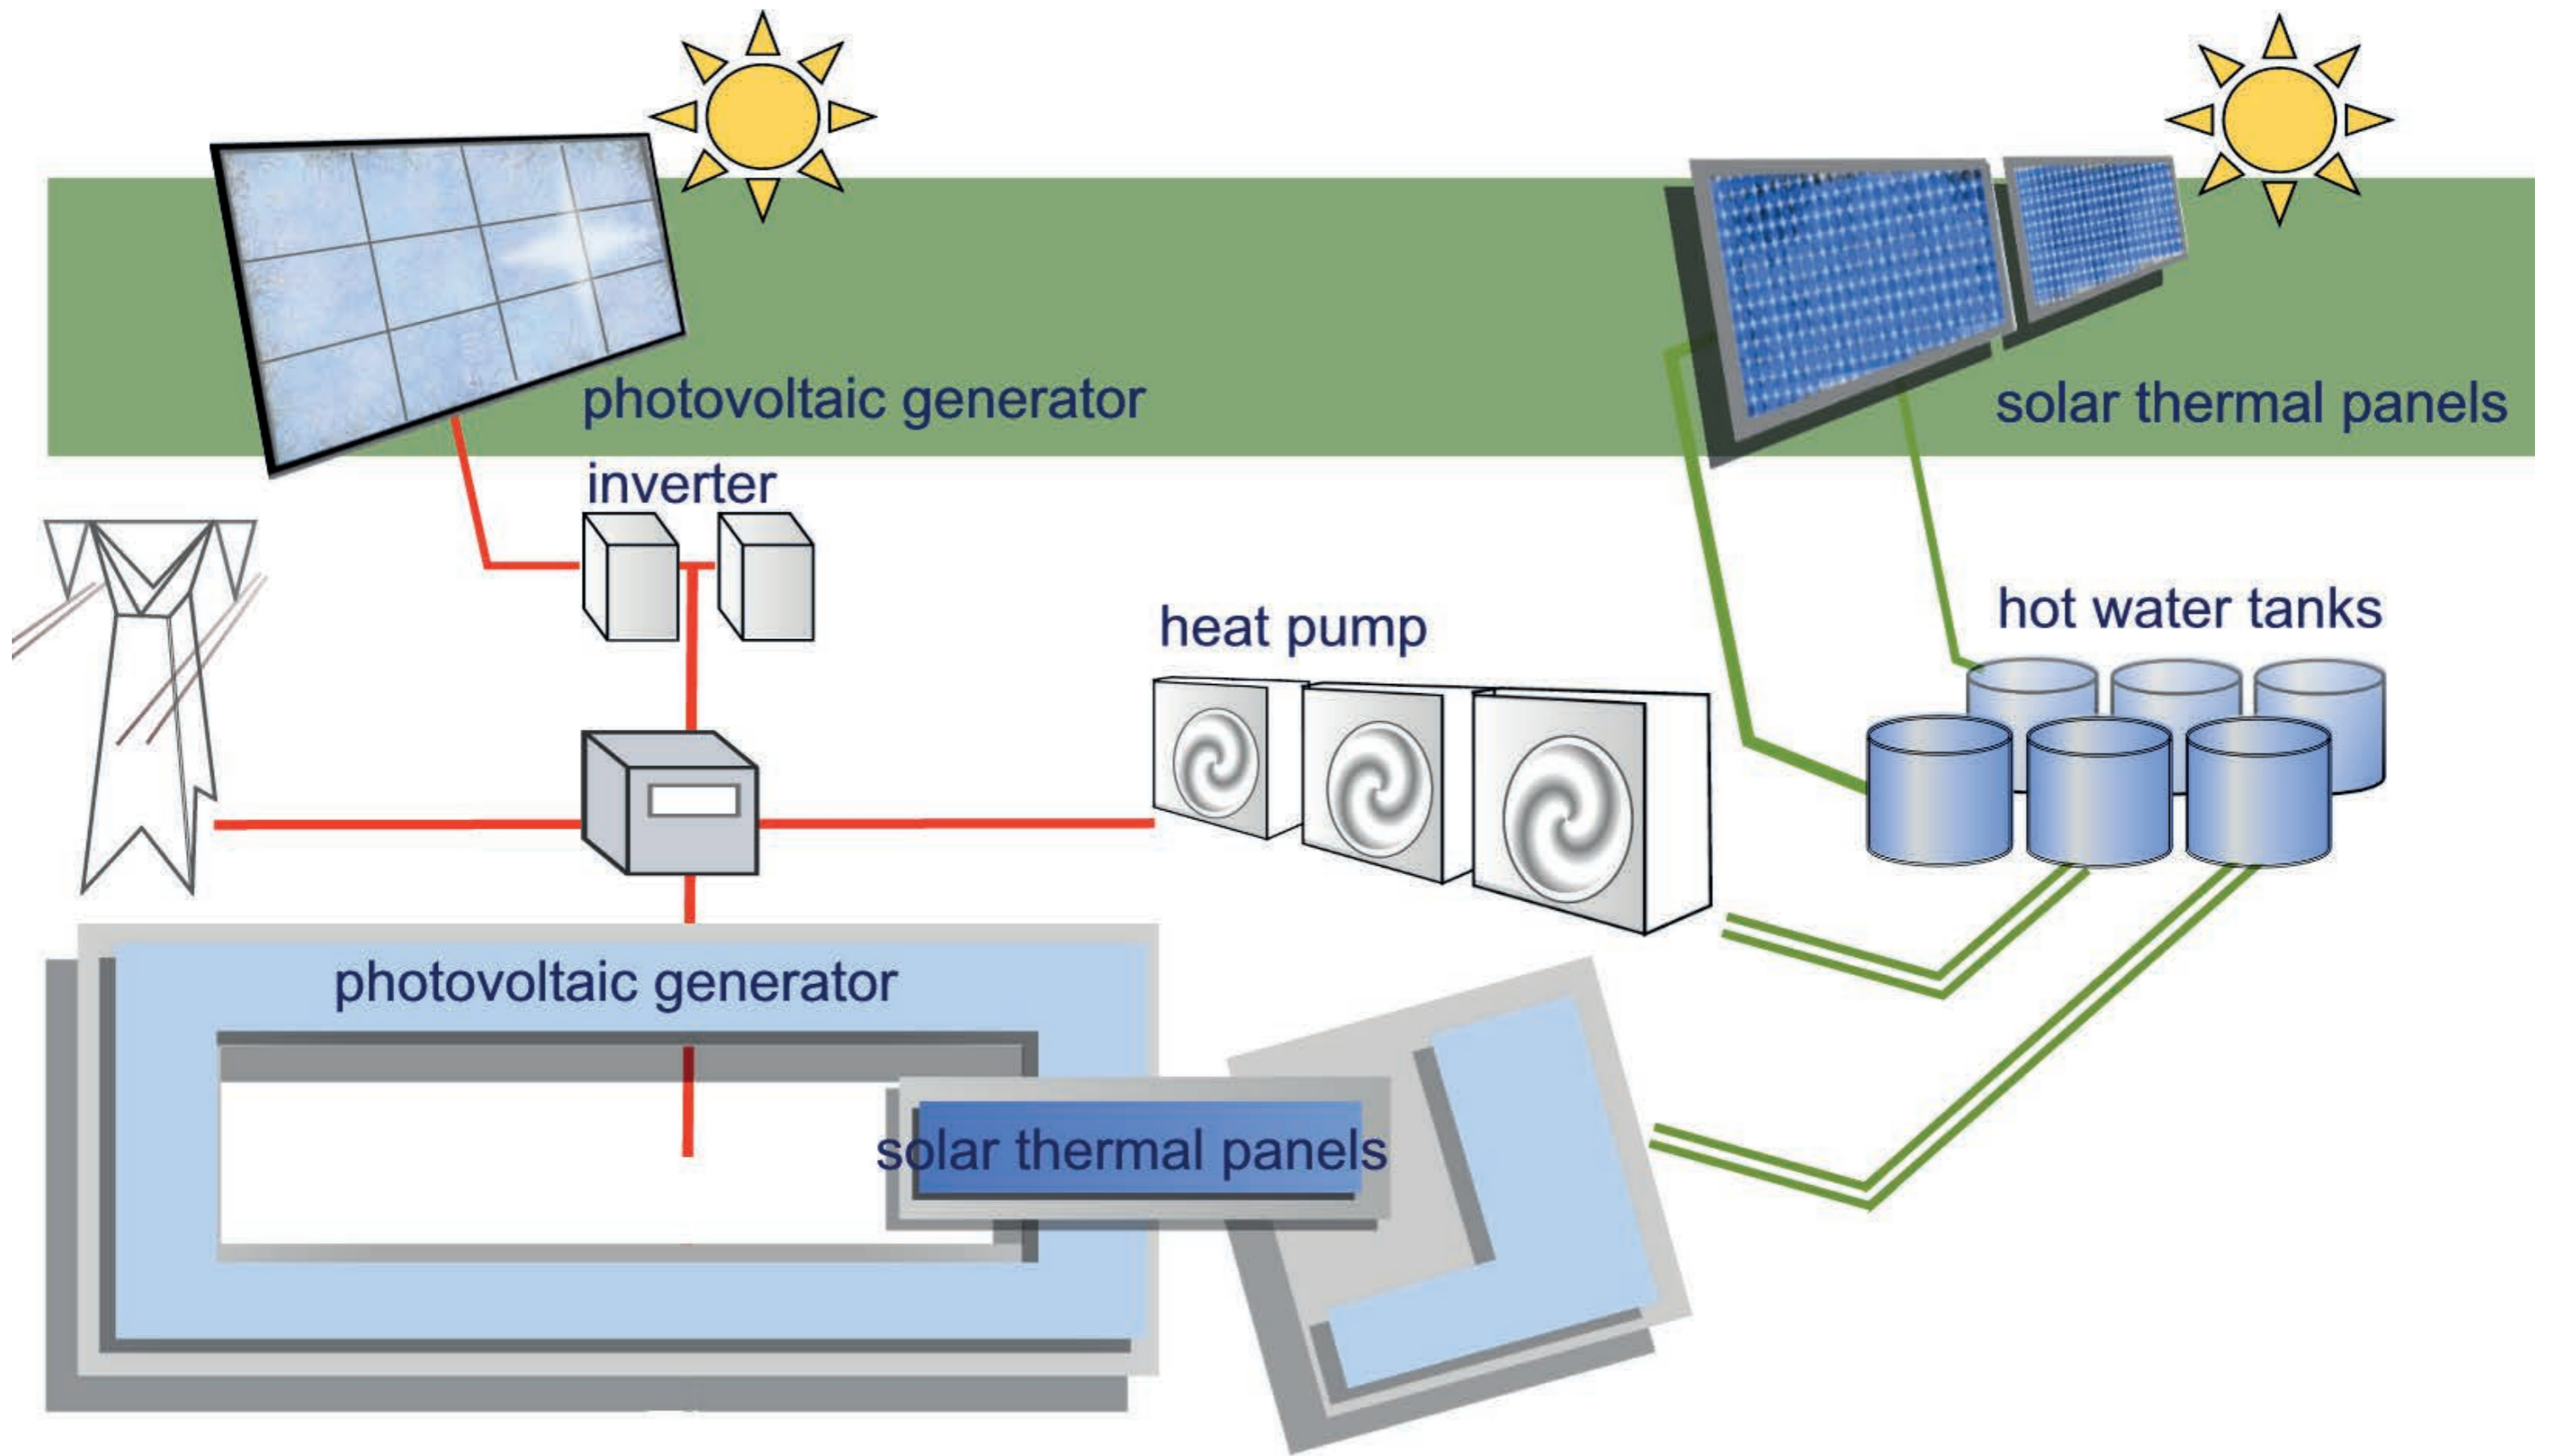 photovoltaic generator
solar thermal panels
inverter
hot water tanks
heat pump
photovoltaic generator
solar thermal panels